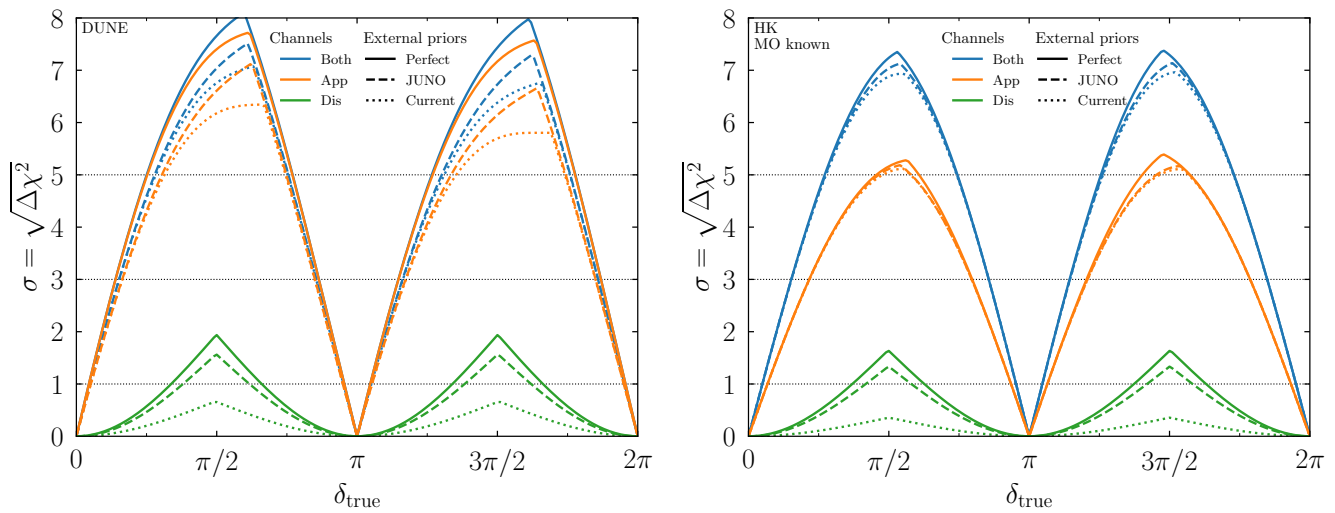 DUNE
Channels External priors
Both Perfect
App JUNO
Dis Current
8
7
6
5
4
3
2
1
0
σ = √Δχ²
0 π/2 π 3π/2 2π
δtrue
HK
MO known
Channels External priors
Both Perfect
App JUNO
Dis Current
8
7
6
5
4
3
2
1
0
σ = √Δχ²
0 π/2 π 3π/2 2π
δtrue